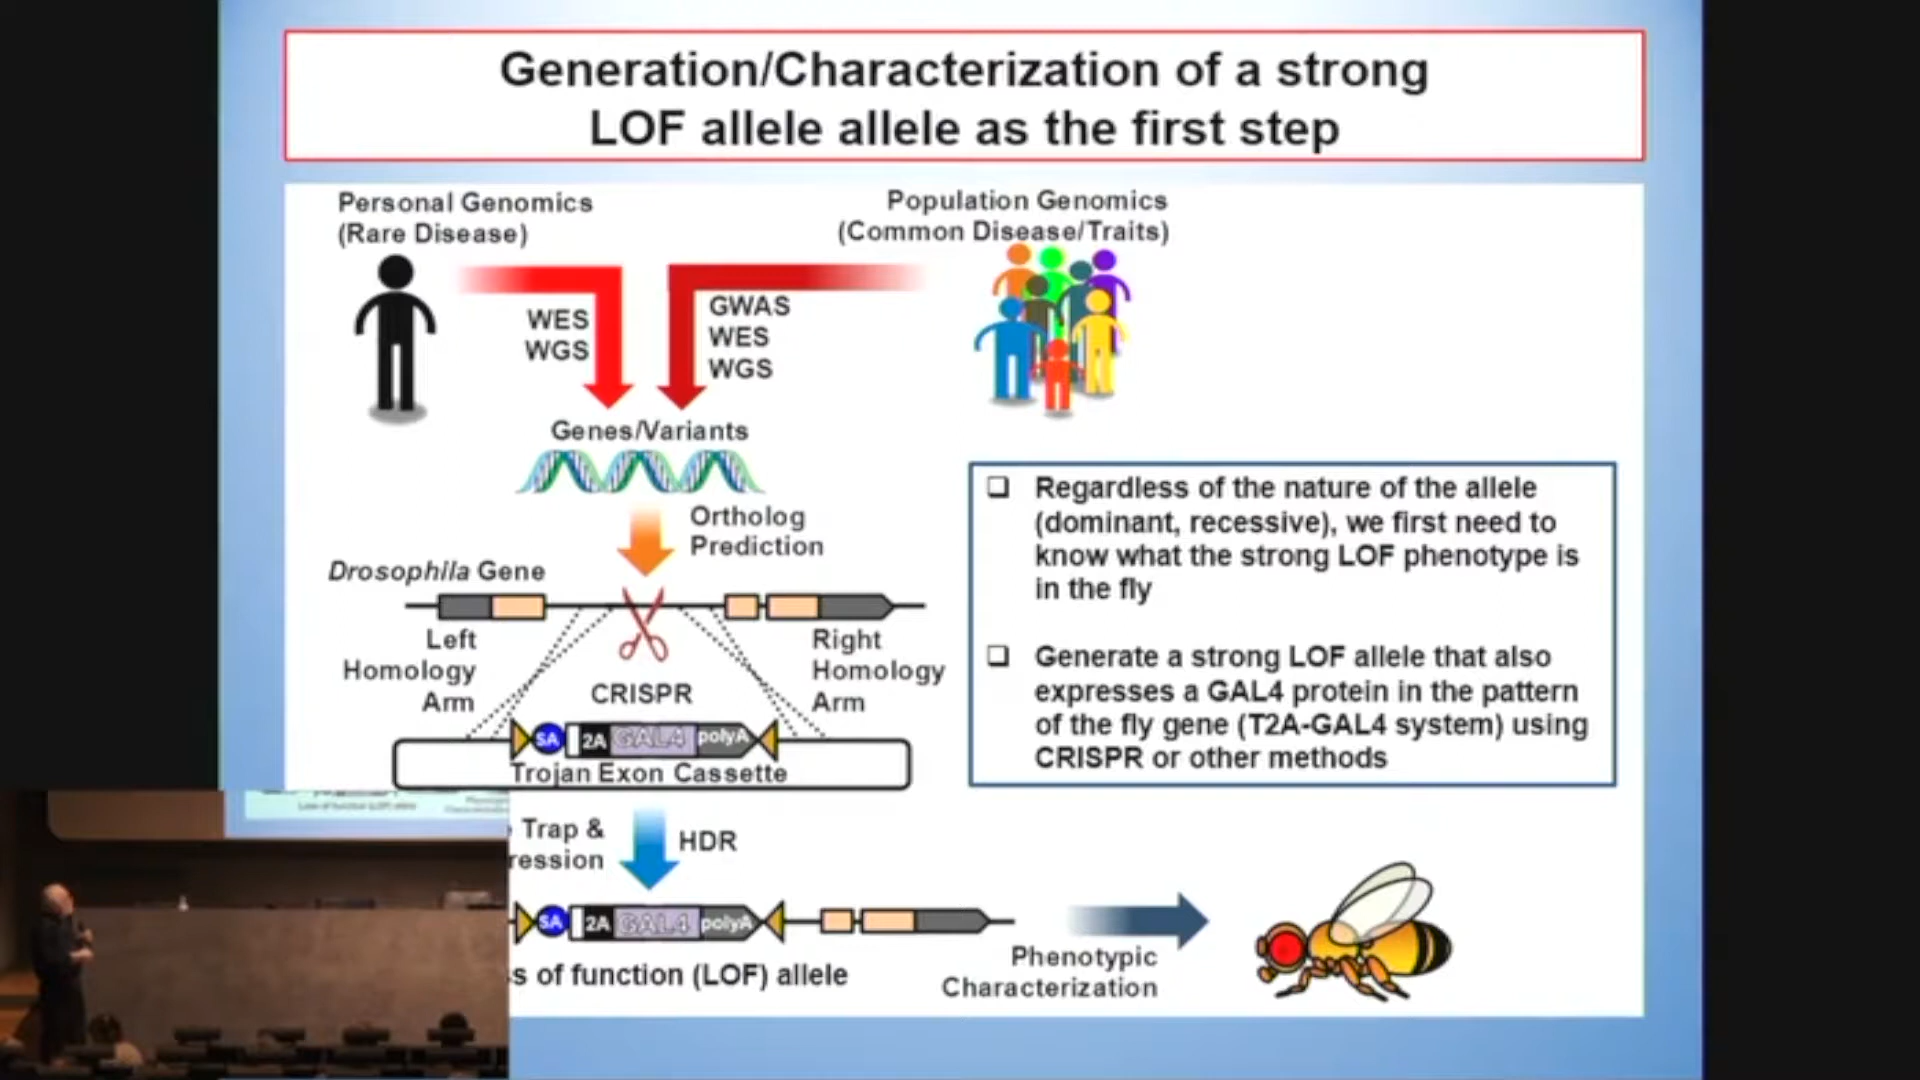 Generation/Characterization of a strong
LOF allele allele as the first step
Personal Genomics
(Rare Disease)
Population Genomics
(Common Disease/Traits)
WES
WGS
GWAS
WES
WGS
Genes/Variants
Ortholog
Prediction
Drosophila Gene
Left
Homology
Arm
Right
Homology
Arm
CRISPR
SA 2A GAL4 polyA
Trojan Exon Cassette
Trap &
ression
HDR
SA 2A GAL4 polyA
s of function (LOF) allele
Phenotypic
Characterization
❑ Regardless of the nature of the allele
(dominant, recessive), we first need to
know what the strong LOF phenotype is
in the fly
❑ Generate a strong LOF allele that also
expresses a GAL4 protein in the pattern
of the fly gene (T2A-GAL4 system) using
CRISPR or other methods
Loss of function (LOF) allele